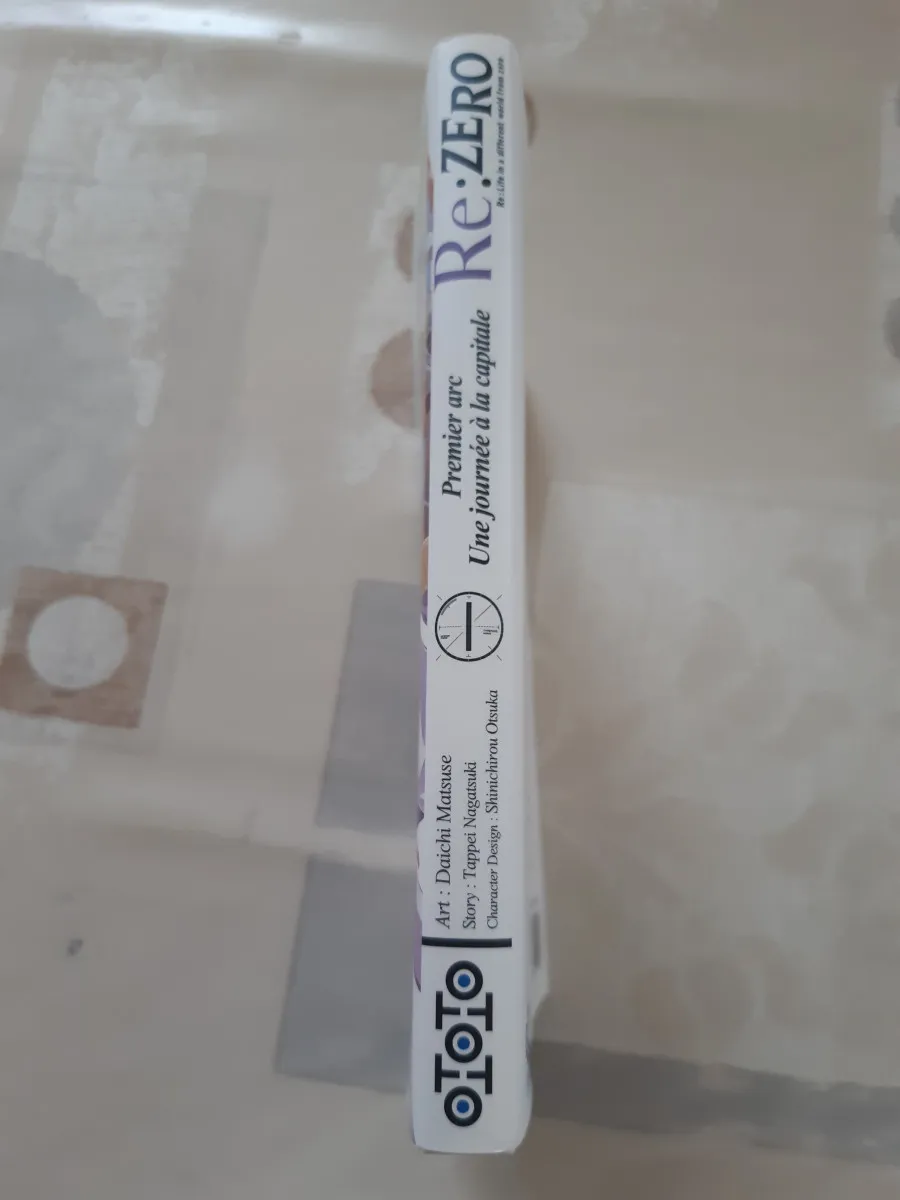 OTOTO
Art : Daichi Matsuse
Story : Tappei Nagatsuki
Character Design : Shinichirou Otsuka
Premier arc
Une journée à la capitale
Re:ZERO
Re: Life in a different world from zero